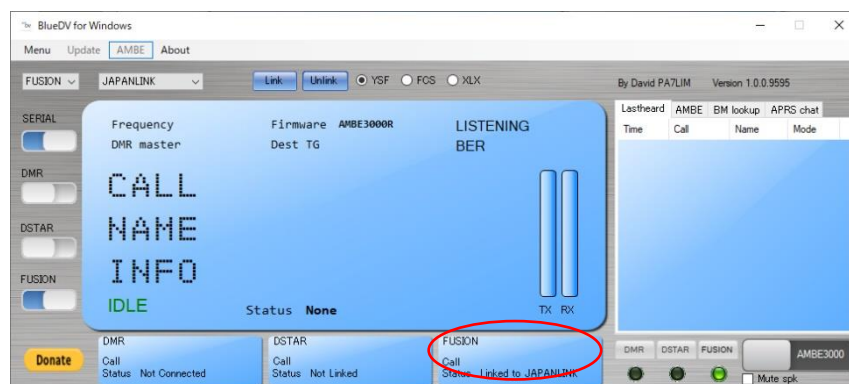 BlueDV for Windows
Menu Update AMBE About
FUSION JAPANLINK Link Unlink YSF FCS XLX By David PA7LIM Version 1.0.0.9595
Lastheard AMBE BM lookup APRS chat
Time Call Name Mode
SERIAL
DMR
DSTAR
FUSION
Frequency Firmware AMBE3000R LISTENING
DMR master Dest TG BER
CALL
NAME
INFO
IDLE Status None TX RX
Donate
DMR
Call
Status Not Connected
DSTAR
Call
Status Not Linked
FUSION
Call
Status Linked to JAPANLINK
DMR DSTAR FUSION AMBE3000
Mute spk